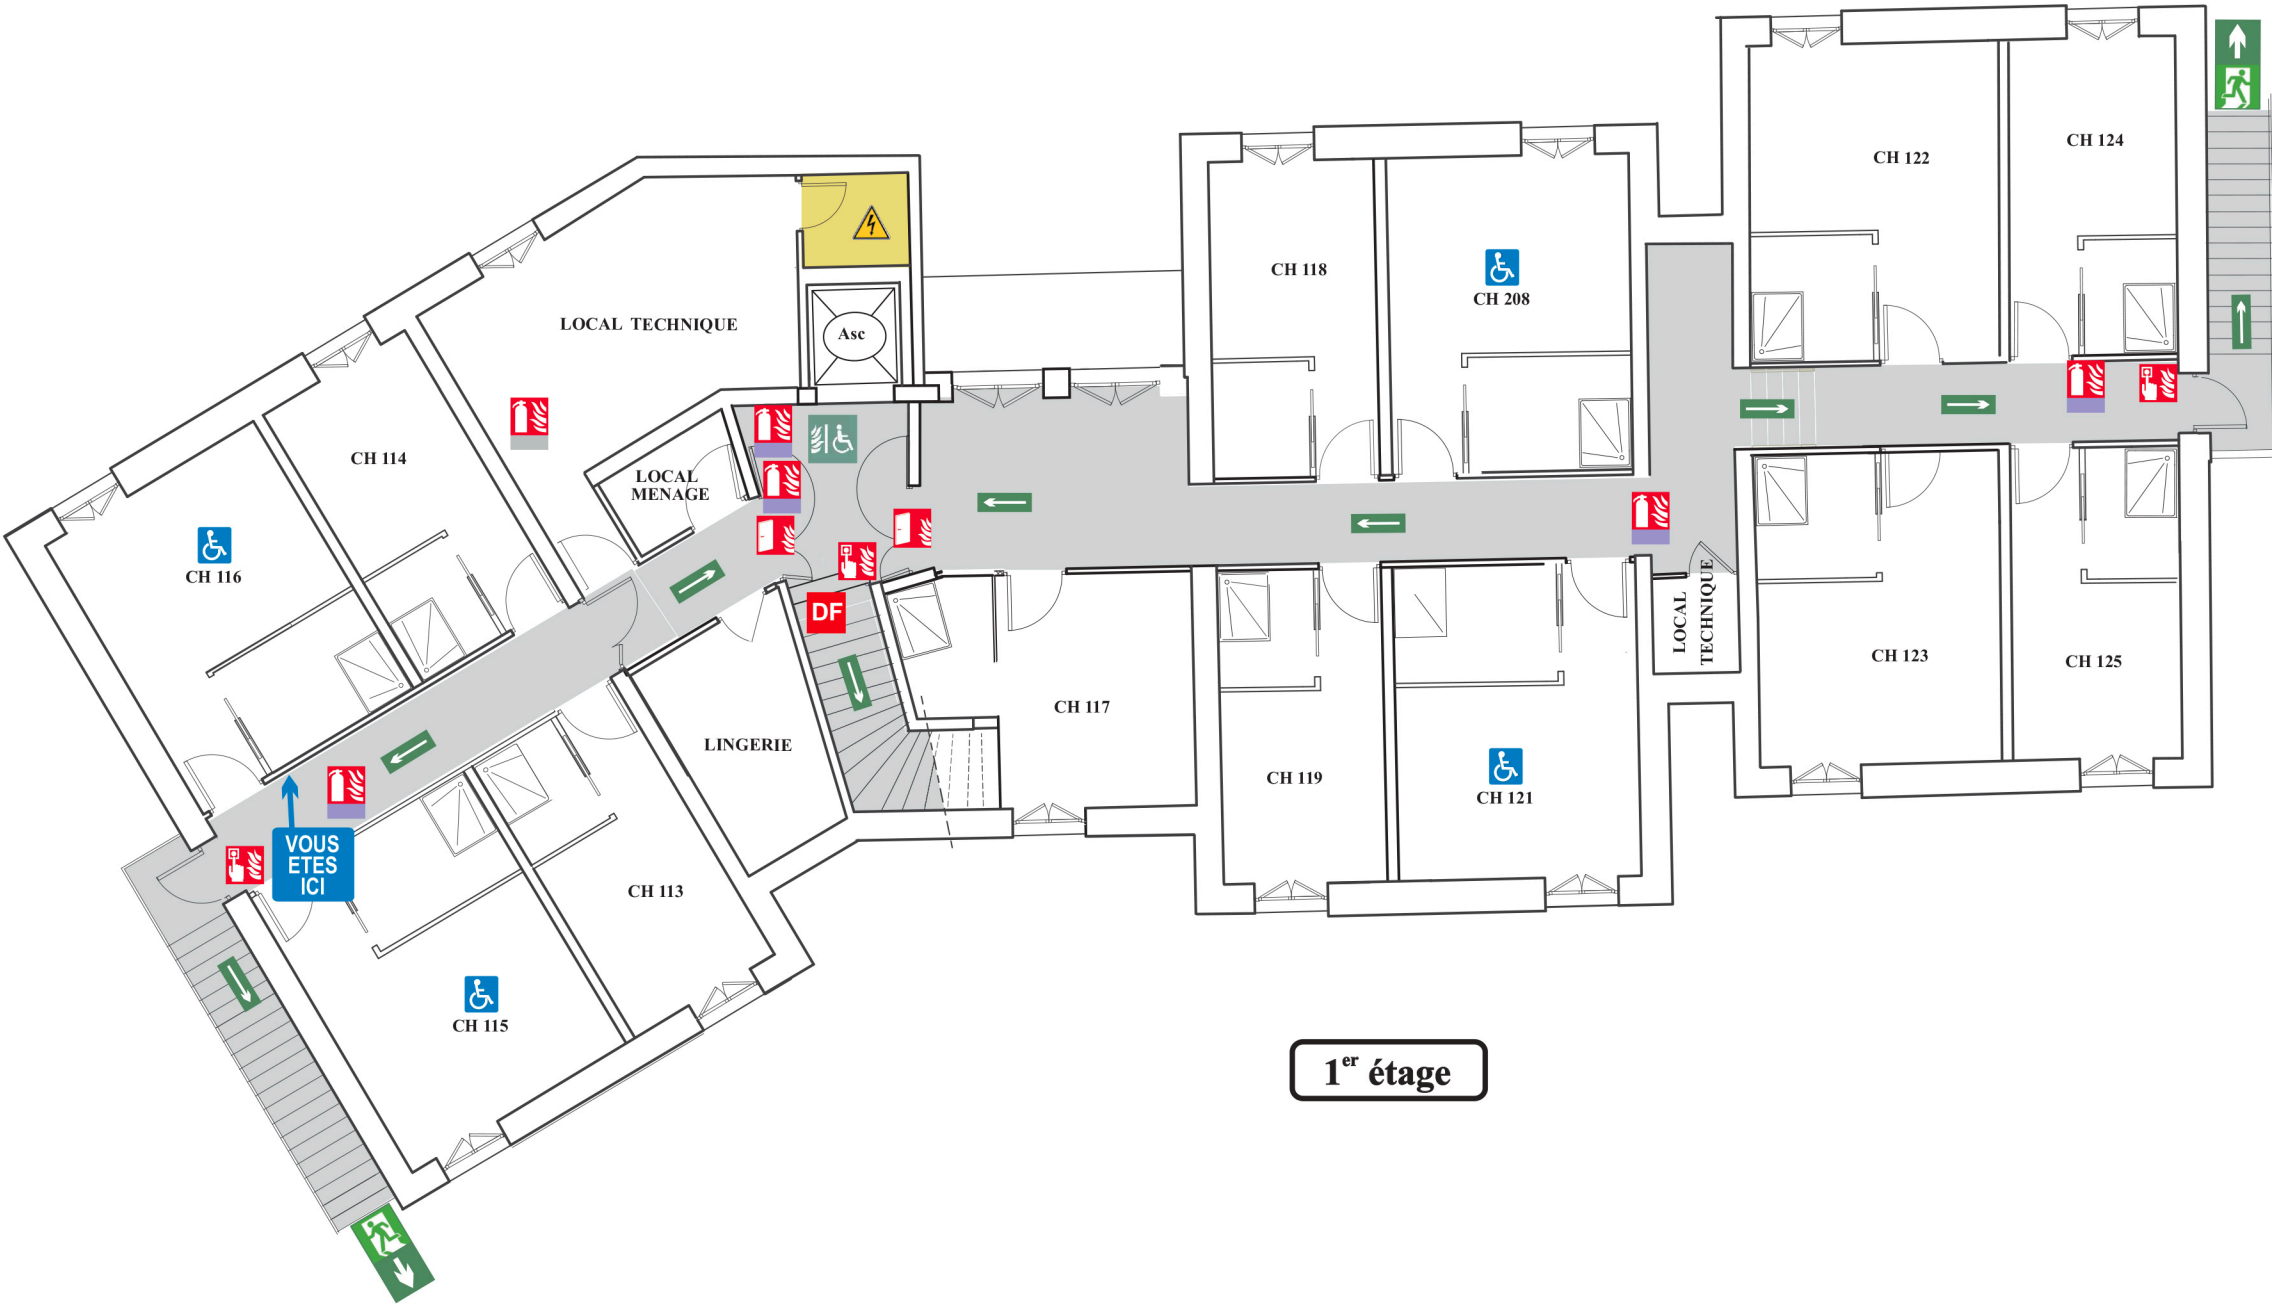 CH 122
CH 124
CH 118
CH 208
LOCAL TECHNIQUE
Asc
CH 114
LOCAL
MENAGE
CH 116
DF
LOCAL
TECHNIQUE
CH 123
CH 125
CH 117
LINGERIE
CH 119
CH 121
VOUS
ETES
ICI
CH 113
CH 115
1er étage